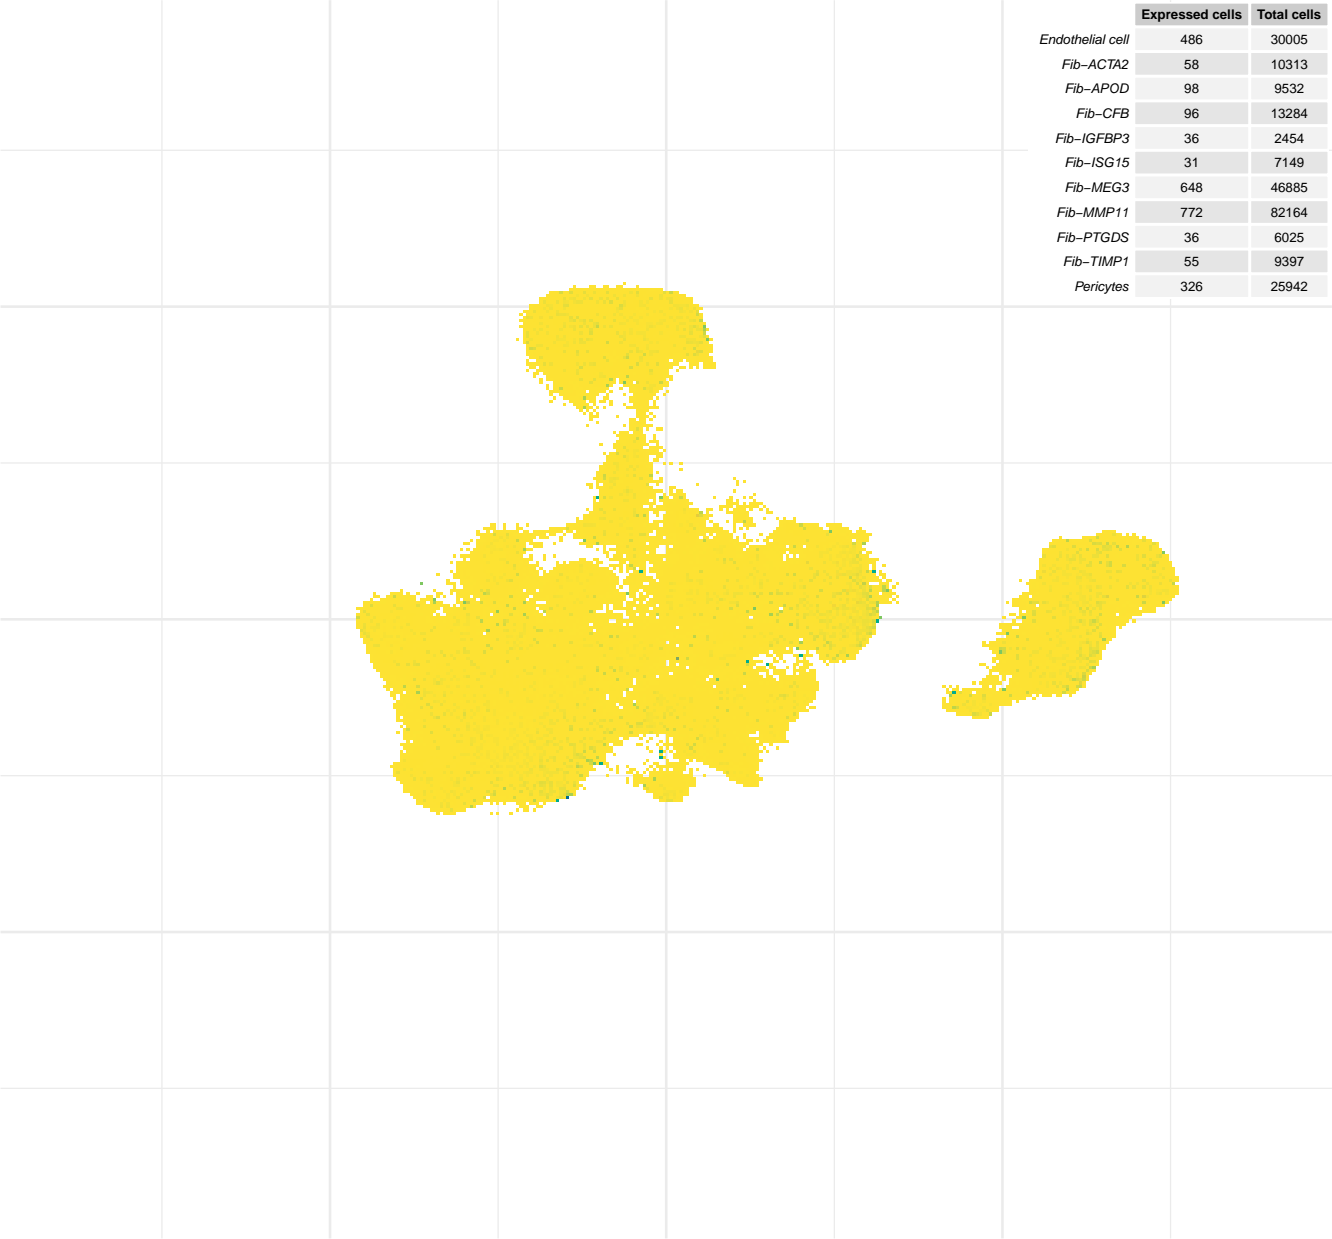 Expressed cells Total cells
Endothelial cell 486 30005
Fib−ACTA2 58 10313
Fib−APOD 98 9532
Fib−CFB 96 13284
Fib−IGFBP3 36 2454
Fib−ISG15 31 7149
Fib−MEG3 648 46885
Fib−MMP11 772 82164
Fib−PTGDS 36 6025
Fib−TIMP1 55 9397
Pericytes 326 25942